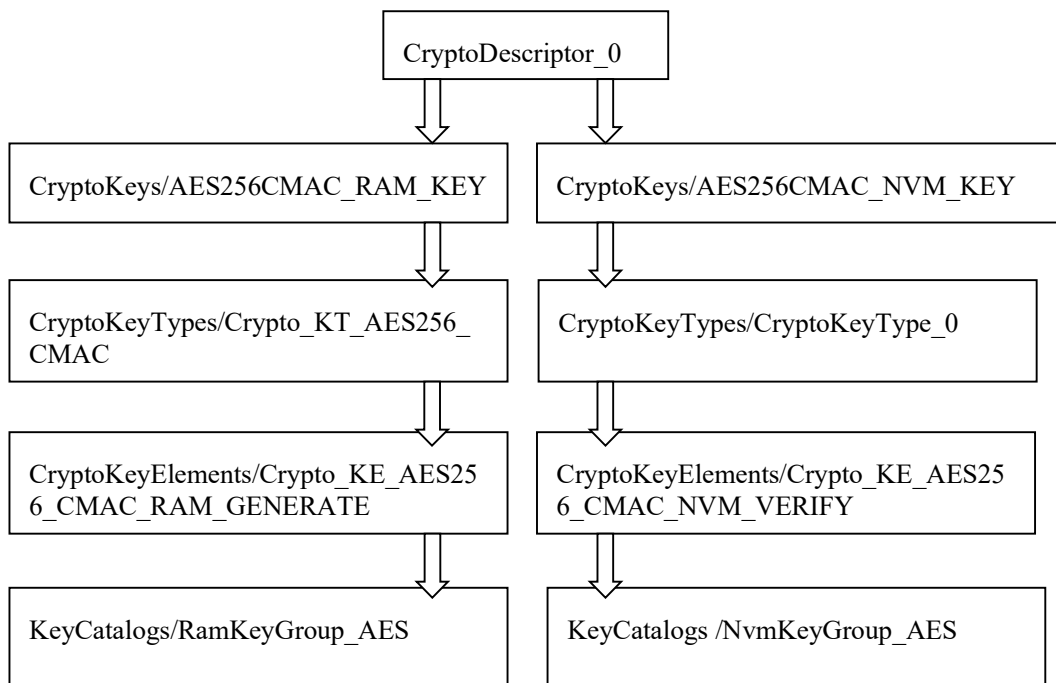 CryptoDescriptor_0
CryptoKeys/AES256CMAC_RAM_KEY
CryptoKeys/AES256CMAC_NVM_KEY
CryptoKeyTypes/Crypto_KT_AES256_
CMAC
CryptoKeyTypes/CryptoKeyType_0
CryptoKeyElements/Crypto_KE_AES25
6_CMAC_RAM_GENERATE
CryptoKeyElements/Crypto_KE_AES25
6_CMAC_NVM_VERIFY
KeyCatalogs/RamKeyGroup_AES
KeyCatalogs /NvmKeyGroup_AES